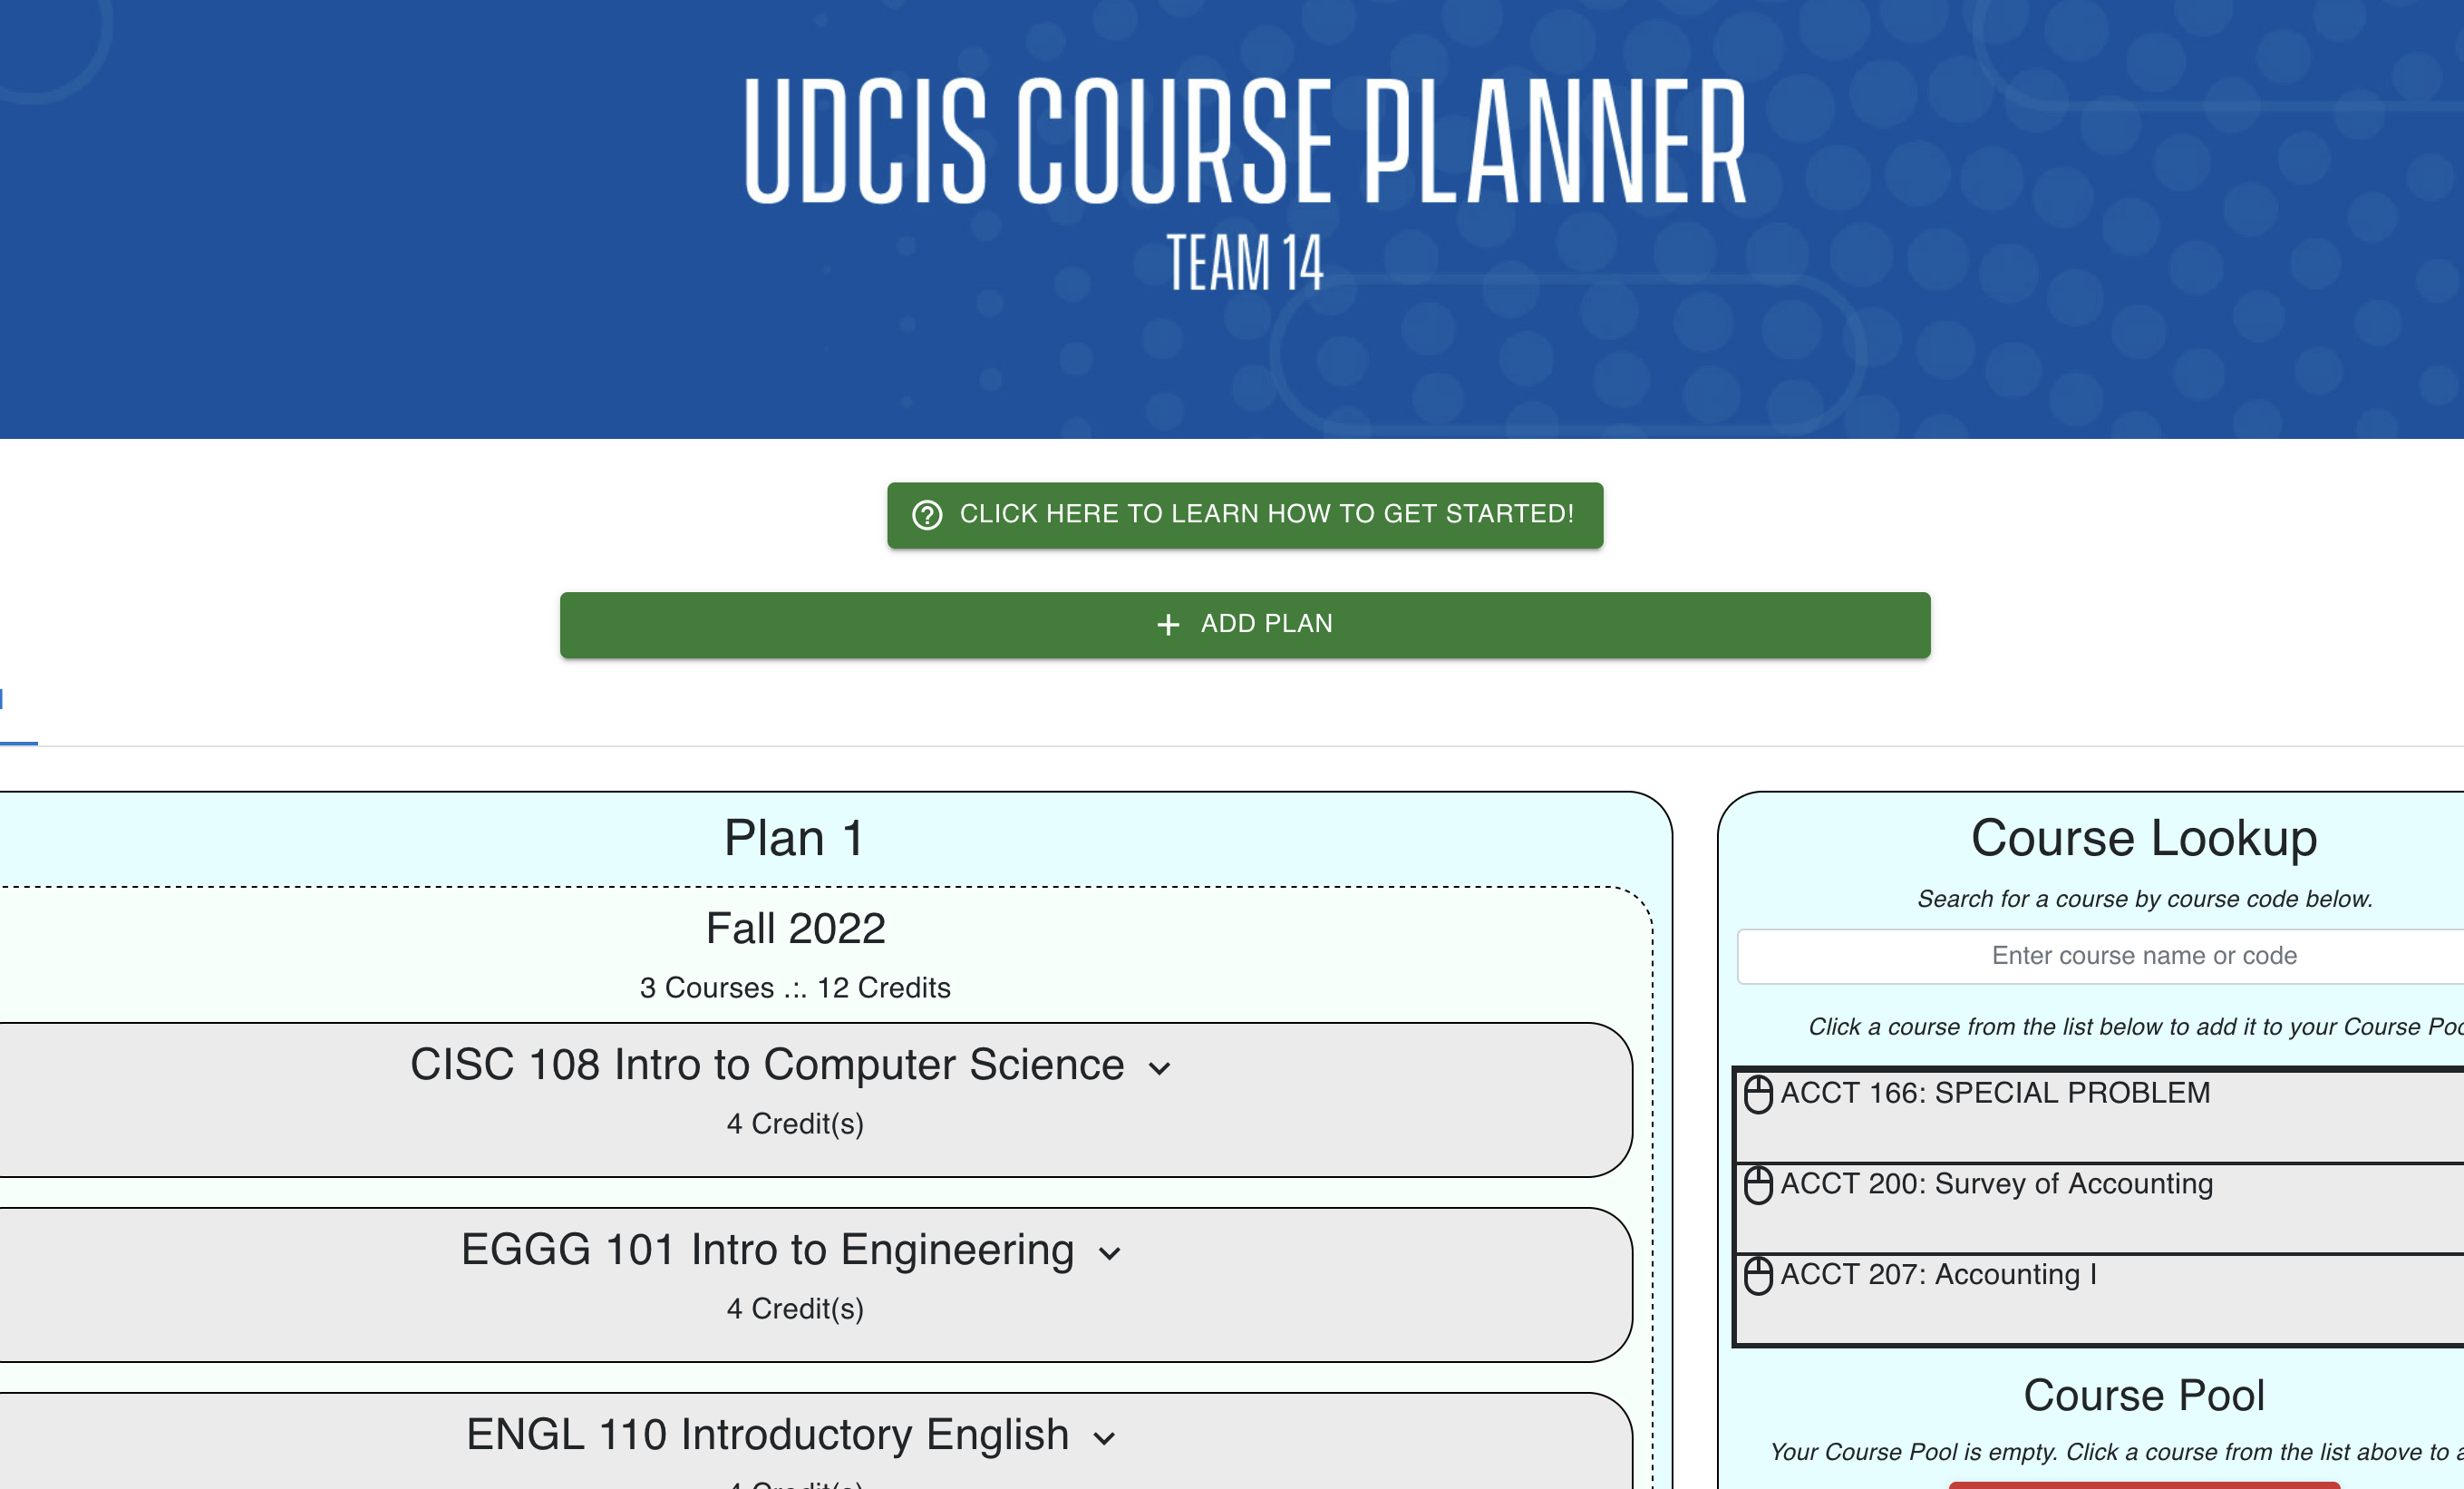 UDCIS COURSE PLANNER
TEAM 14
CLICK HERE TO LEARN HOW TO GET STARTED!
+ ADD PLAN
Plan 1
Fall 2022
3 Courses .:. 12 Credits
CISC 108 Intro to Computer Science
4 Credit(s)
EGGG 101 Intro to Engineering
4 Credit(s)
ENGL 110 Introductory English
4 Credit(s)
Course Lookup
Search for a course by course code below.
Enter course name or code
Click a course from the list below to add it to your Course
ACCT 166: SPECIAL PROBLEM
ACCT 200: Survey of Accounting
ACCT 207: Accounting I
Course Pool
Your Course Pool is empty. Click a course from the list above to